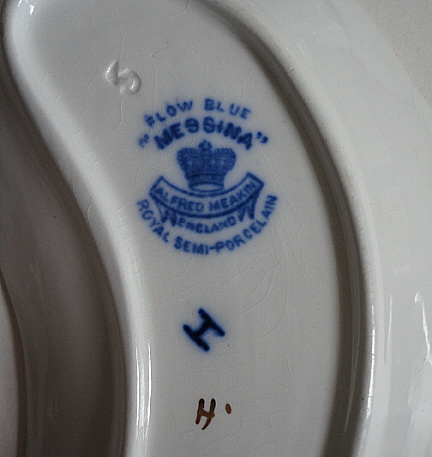 FLOW BLUE
"MESSINA"
ALFRED MEAKIN
ENGLAND
ROYAL SEMI-PORCELAIN
H
H.